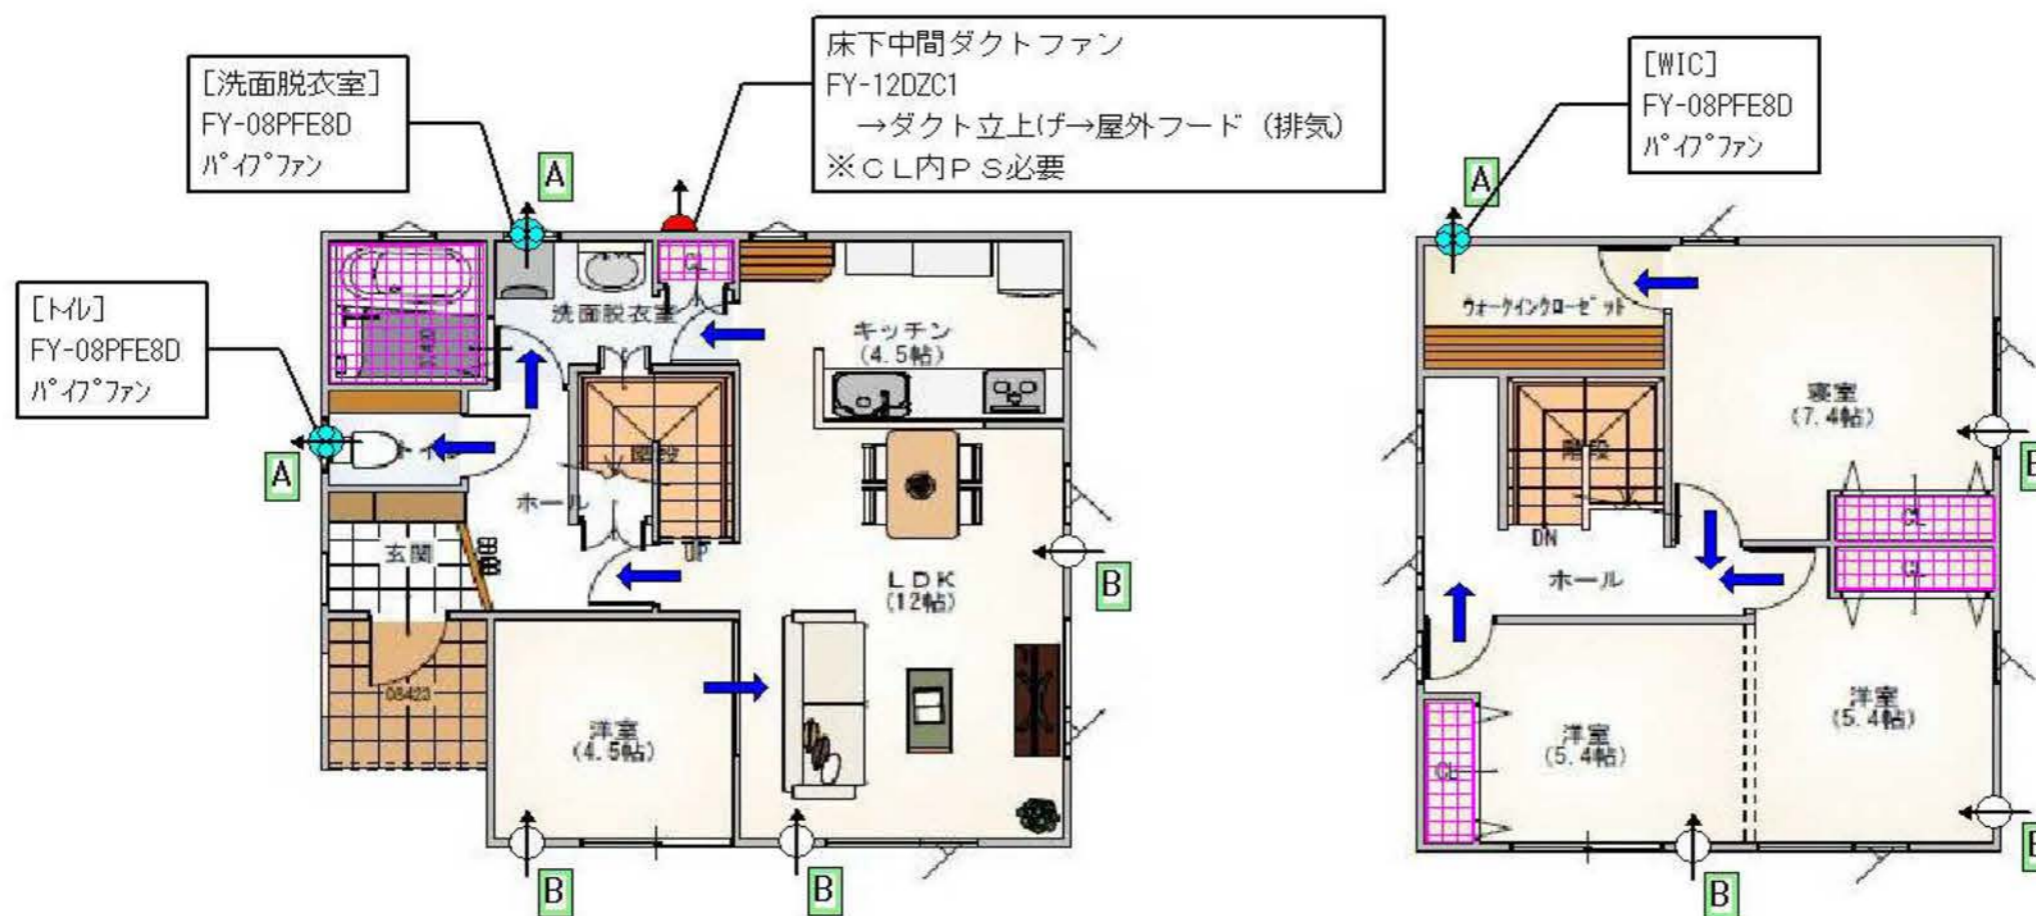 [洗面脱衣室]
FY-08PFE8D
ﾊﾟｲﾌﾟﾌｧﾝ
床下中間ダクトファン
FY-12DZC1
→ダクト立上げ→屋外フード（排気）
※ＣＬ内ＰＳ必要
[WIC]
FY-08PFE8D
ﾊﾟｲﾌﾟﾌｧﾝ
[ﾄｲﾚ]
FY-08PFE8D
ﾊﾟｲﾌﾟﾌｧﾝ
A
A
A
CL
洗面脱衣室
キッチン
(4.5帖)
トイレ
階段
ホール
玄関
UP
ＬＤＫ
(12帖)
B
08423
洋室
(4.5帖)
B
B
ウォークインクローゼット
寝室
(7.4帖)
階段
CL
CL
DN
ホール
洋室
(5.4帖)
洋室
(5.4帖)
CL
B